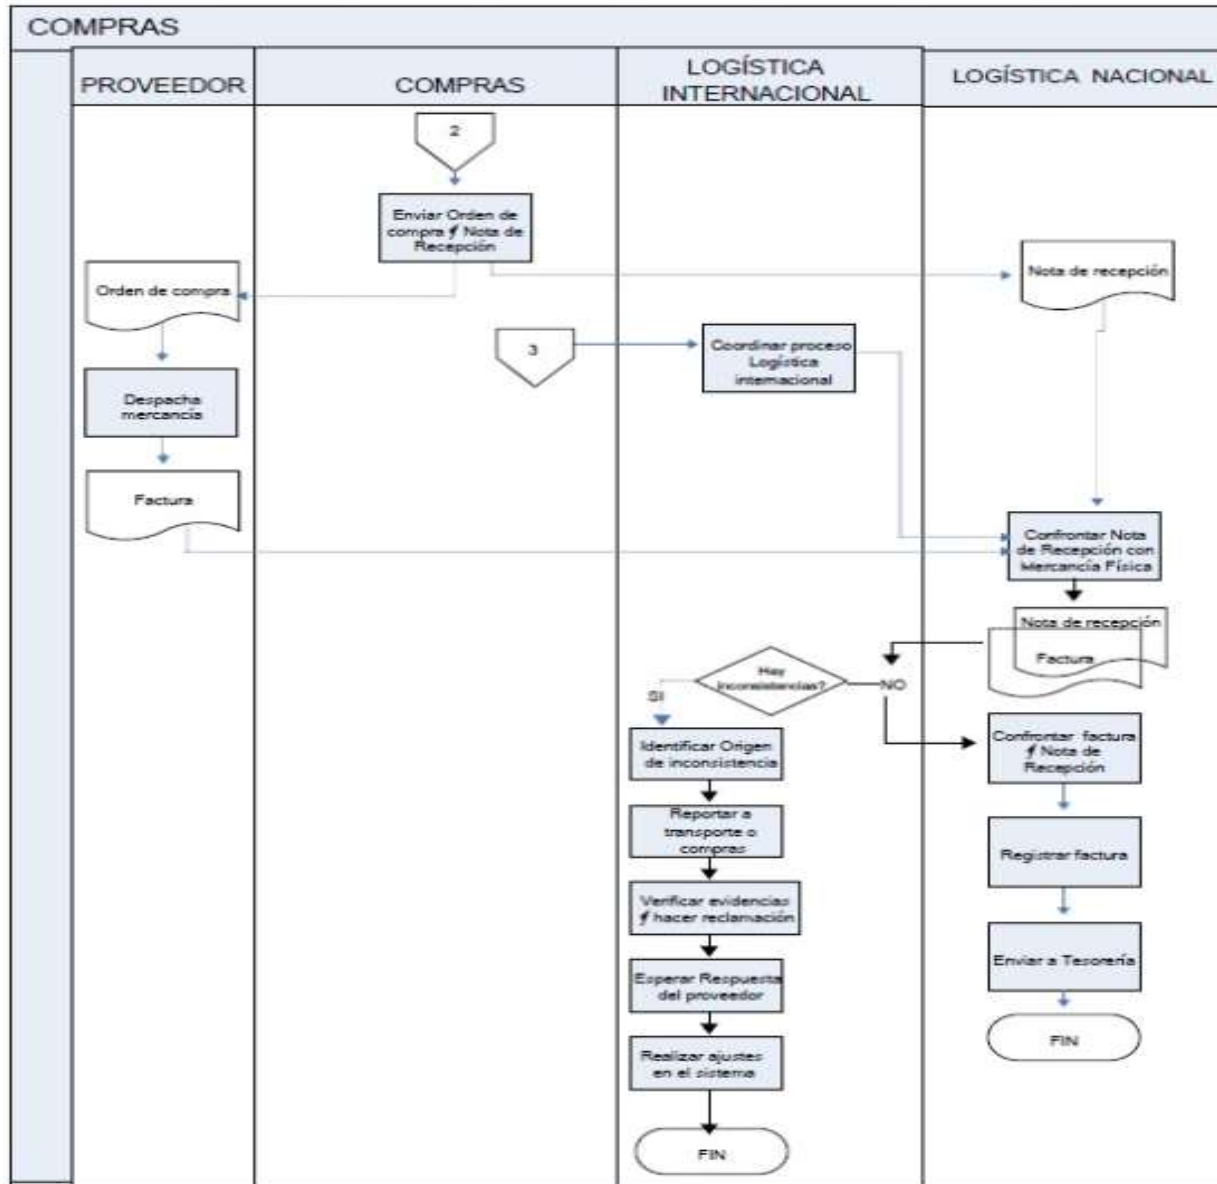 COMPRAS
PROVEEDOR
COMPRAS
LOGÍSTICA
INTERNACIONAL
LOGÍSTICA NACIONAL
2
Enviar Orden de
compra y Nota de
Recepción
Orden de compra
Nota de recepción
3
Coordinar proceso
Logística
internacional
Despacha
mercancía
Factura
Confrontar Nota
de Recepción con
Mercancía Física
Nota de recepción
Factura
Hay
inconsistencias?
SI
NO
Identificar Origen
de inconsistencia
Confrontar factura
y Nota de
Recepción
Reportar a
transporte o
compras
Registrar factura
Verificar evidencias
y hacer reclamación
Enviar a Tesorería
Esperar Respuesta
del proveedor
FIN
Realizar ajustes
en el sistema
FIN